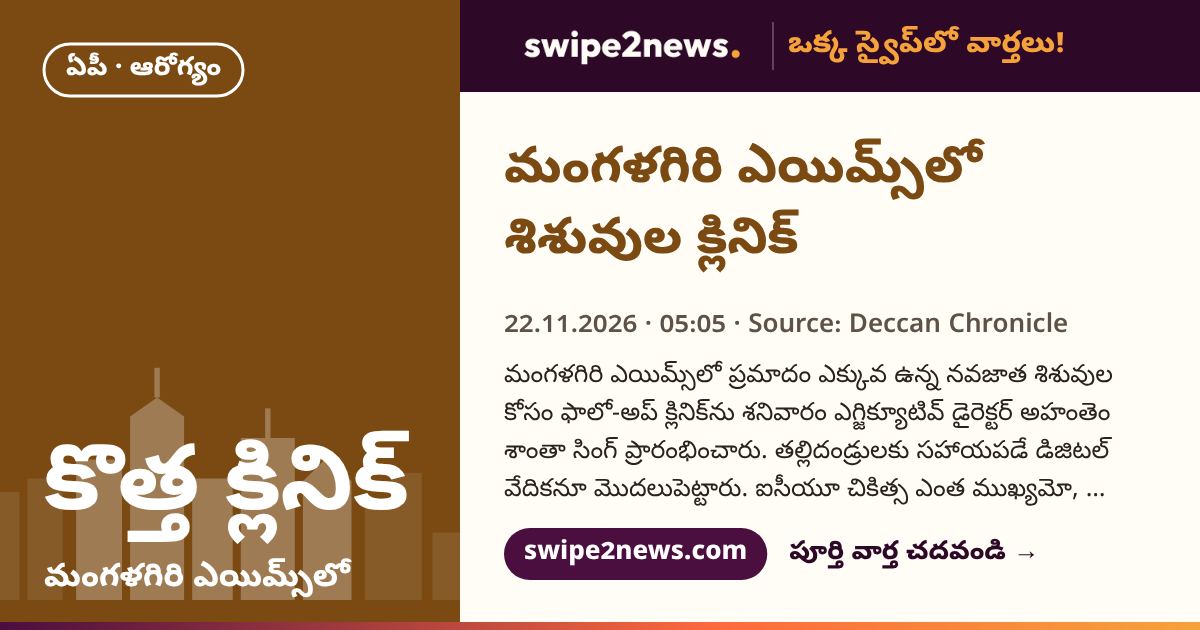 ఏపీ · ఆరోగ్యం
కొత్త క్లినిక్
మంగళగిరి ఎయిమ్స్‌లో
swipe2news. ఒక్క స్వైప్‌లో వార్తలు!
మంగళగిరి ఎయిమ్స్‌లో
శిశువుల క్లినిక్
22.11.2026 · 05:05 · Source: Deccan Chronicle
మంగళగిరి ఎయిమ్స్‌లో ప్రమాదం ఎక్కువ ఉన్న నవజాత శిశువుల
కోసం ఫాలో-అప్ క్లినిక్‌ను శనివారం ఎగ్జిక్యూటివ్ డైరెక్టర్ అహంతెం
శాంతా సింగ్ ప్రారంభించారు. తల్లిదండ్రులకు సహాయపడే డిజిటల్
వేదికనూ మొదలుపెట్టారు. ఐసీయూ చికిత్స ఎంత ముఖ్యమో, ...
swipe2news.com పూర్తి వార్త చదవండి →